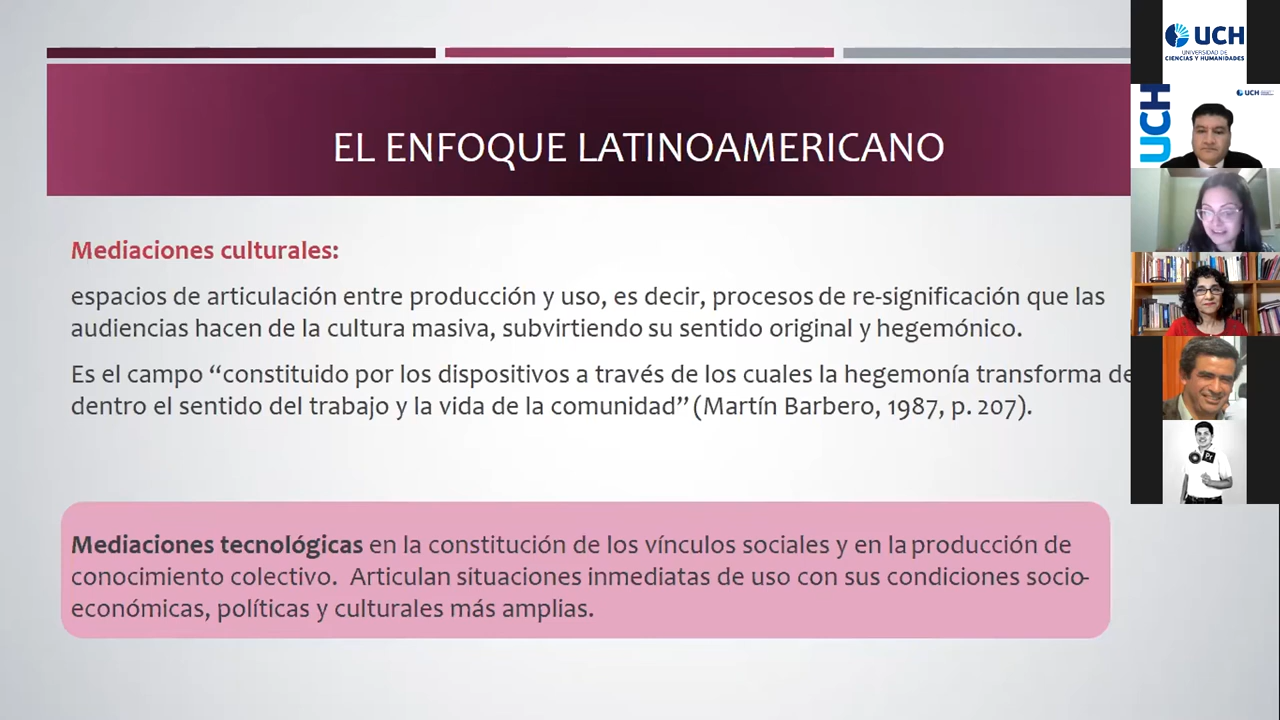 EL ENFOQUE LATINOAMERICANO
Mediaciones culturales:
espacios de articulación entre producción y uso, es decir, procesos de re-significación que las
audiencias hacen de la cultura masiva, subvirtiendo su sentido original y hegemónico.
Es el campo “constituido por los dispositivos a través de los cuales la hegemonía transforma de
dentro el sentido del trabajo y la vida de la comunidad” (Martín Barbero, 1987, p. 207).
Mediaciones tecnológicas en la constitución de los vínculos sociales y en la producción de
conocimiento colectivo. Articulan situaciones inmediatas de uso con sus condiciones socio-
económicas, políticas y culturales más amplias.
UCH
UNIVERSIDAD DE
CIENCIAS Y HUMANIDADES
UCH
UCH
Pr